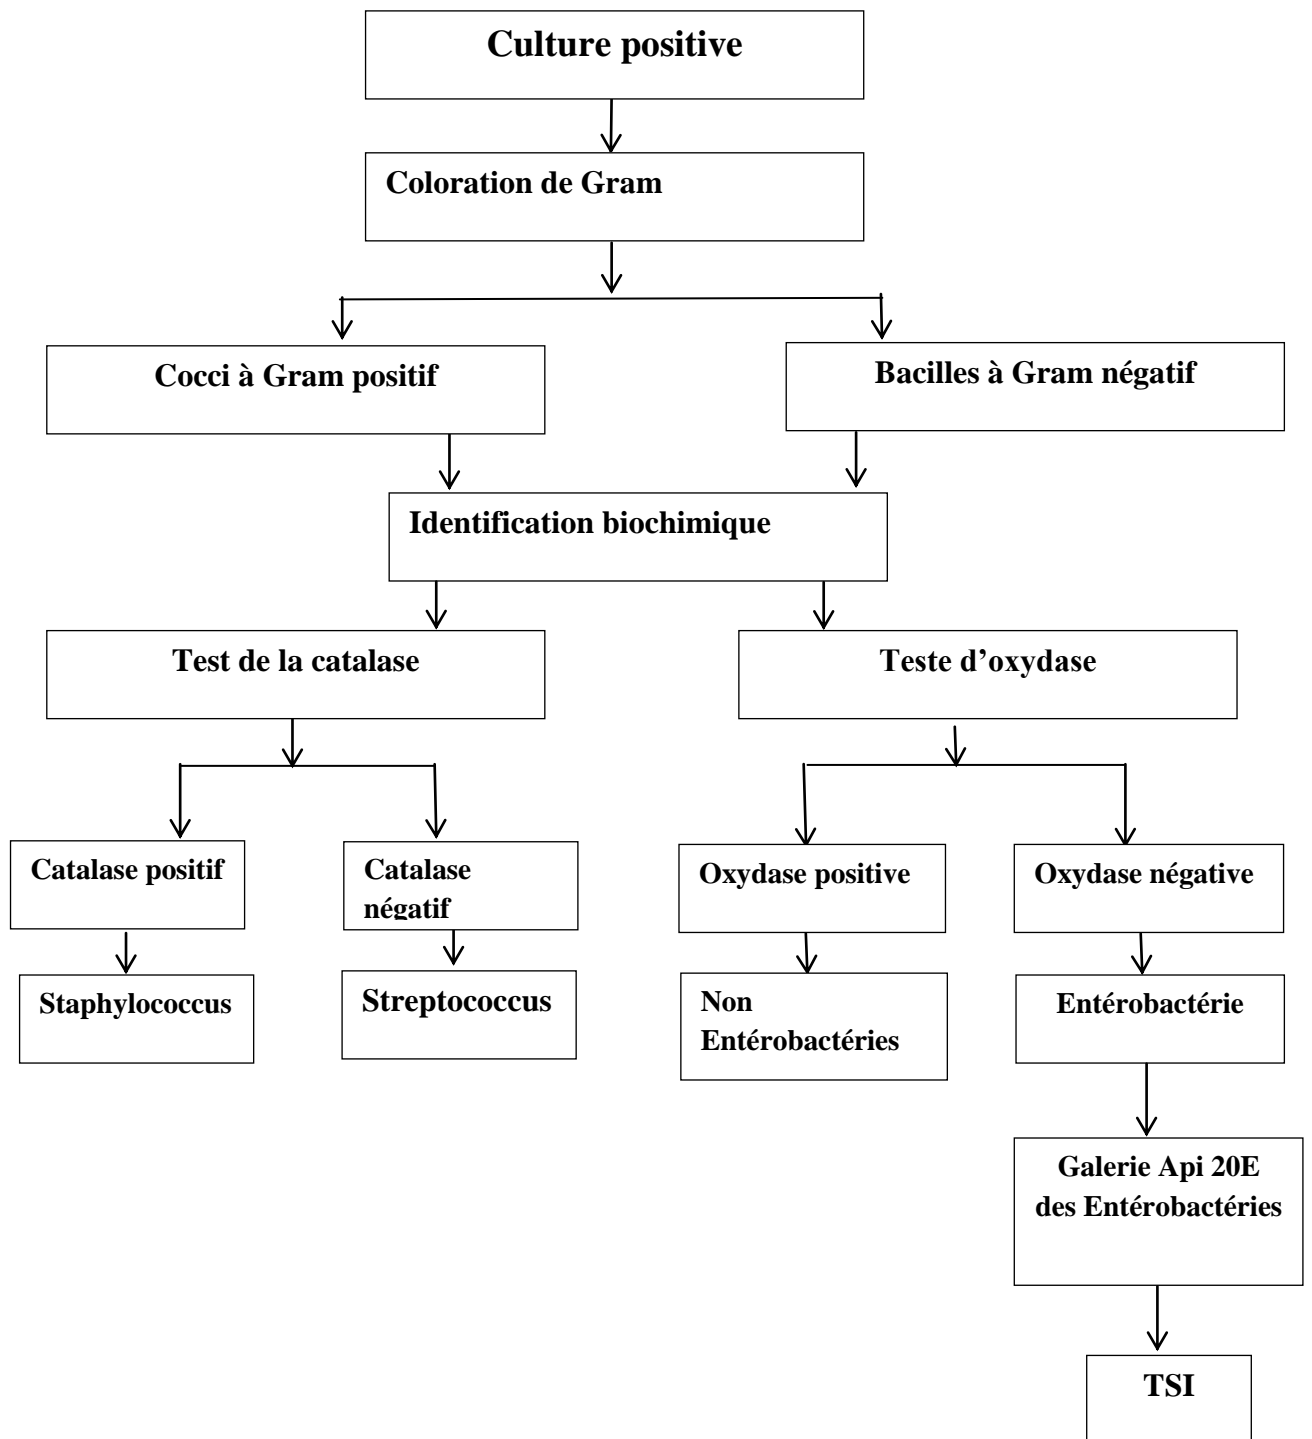 Culture positive
Coloration de Gram
Cocci à Gram positif
Bacilles à Gram négatif
Identification biochimique
Test de la catalase
Teste d’oxydase
Catalase positif
Catalase
négatif
Oxydase positive
Oxydase négative
Staphylococcus
Streptococcus
Non
Entérobactéries
Entérobactérie
Galerie Api 20E
des Entérobactéries
TSI